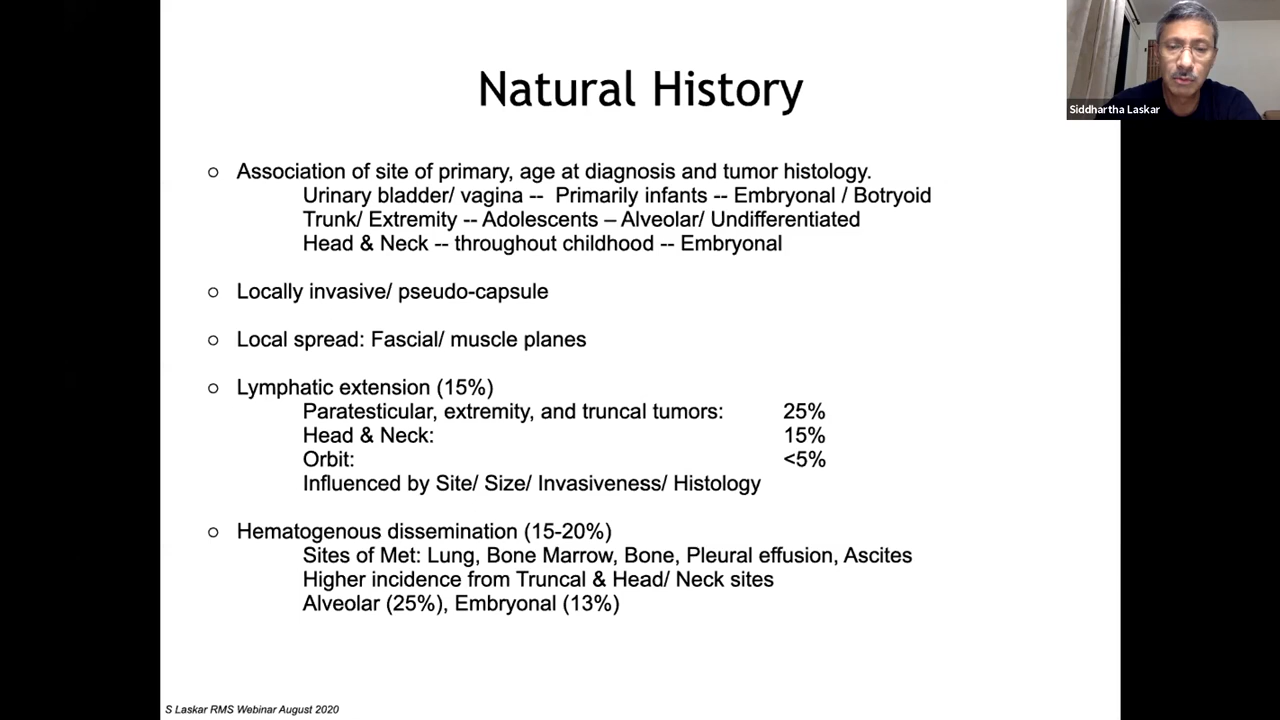 Natural History
Siddhartha Laskar
○ Association of site of primary, age at diagnosis and tumor histology.
Urinary bladder/ vagina -- Primarily infants -- Embryonal / Botryoid
Trunk/ Extremity -- Adolescents – Alveolar/ Undifferentiated
Head & Neck -- throughout childhood -- Embryonal
○ Locally invasive/ pseudo-capsule
○ Local spread: Fascial/ muscle planes
○ Lymphatic extension (15%)
Paratesticular, extremity, and truncal tumors: 25%
Head & Neck: 15%
Orbit: <5%
Influenced by Site/ Size/ Invasiveness/ Histology
○ Hematogenous dissemination (15-20%)
Sites of Met: Lung, Bone Marrow, Bone, Pleural effusion, Ascites
Higher incidence from Truncal & Head/ Neck sites
Alveolar (25%), Embryonal (13%)
S Laskar RMS Webinar August 2020